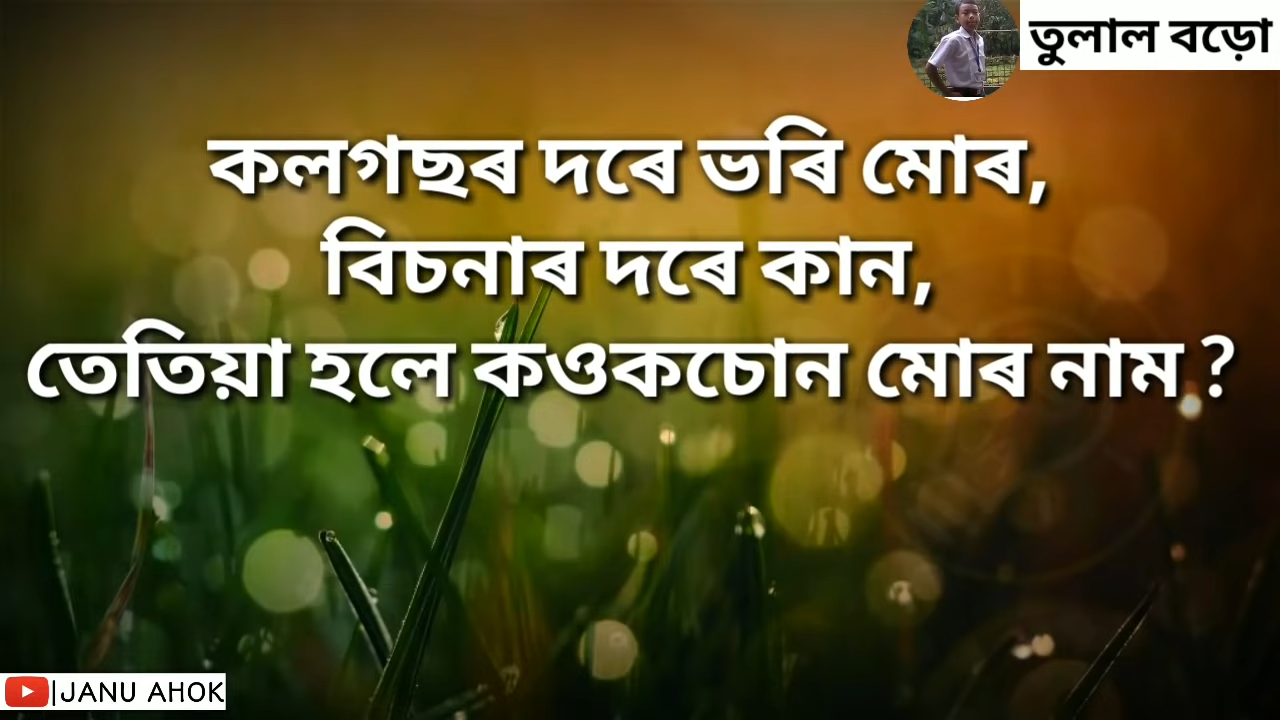 তুলাল বড়ো
কলগছৰ দৰে ভৰি মোৰ,
বিচনাৰ দৰে কান,
তেতিয়া হলে কওকচোন মোৰ নাম ?
|JANU AHOK